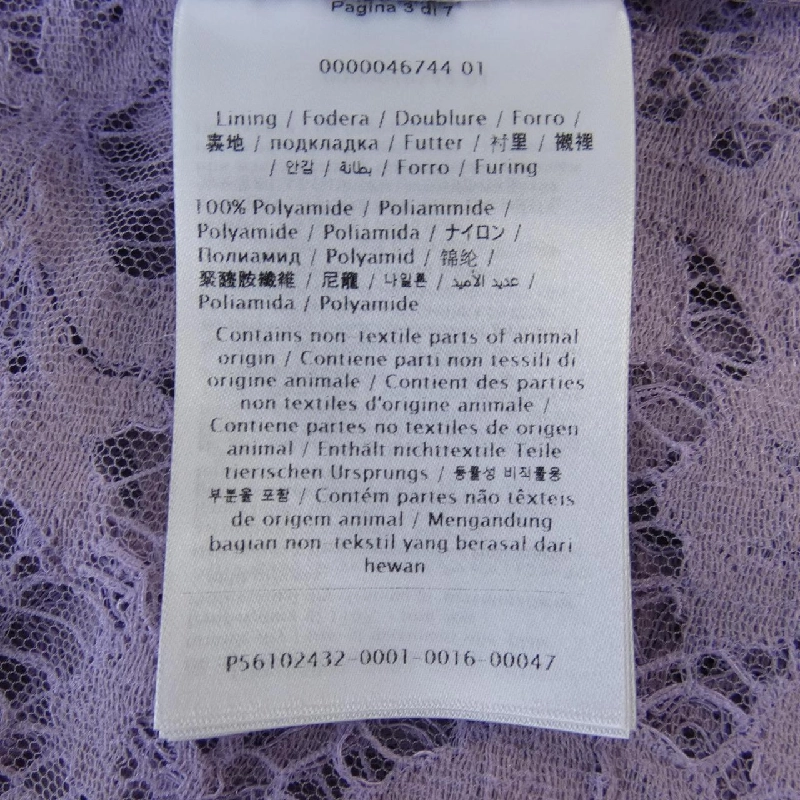 Pagina 3 di 7
0000046744 01
Lining / Fodera / Doublure / Forro /
裏地 / подкладка / Futter / 衬里 / 襯裡
/ 안감 / بطانة / Forro / Furing
100% Polyamide / Poliammide /
Polyamide / Poliamida / ナイロン /
Полиамид / Polyamid / 锦纶 /
聚醯胺纖維 / 尼龍 / 나일론 / عديد الأميد /
Poliamida / Polyamide
Contains non-textile parts of animal
origin / Contiene parti non tessili di
origine animale / Contient des parties
non textiles d'origine animale /
Contiene partes no textiles de origen
animal / Enthält nichttextile Teile
tierischen Ursprungs / 동물성 비직물용
부분을 포함 / Contém partes não têxteis
de origem animal / Mengandung
bagian non-tekstil yang berasal dari
hewan
P56102432-0001-0016-00047